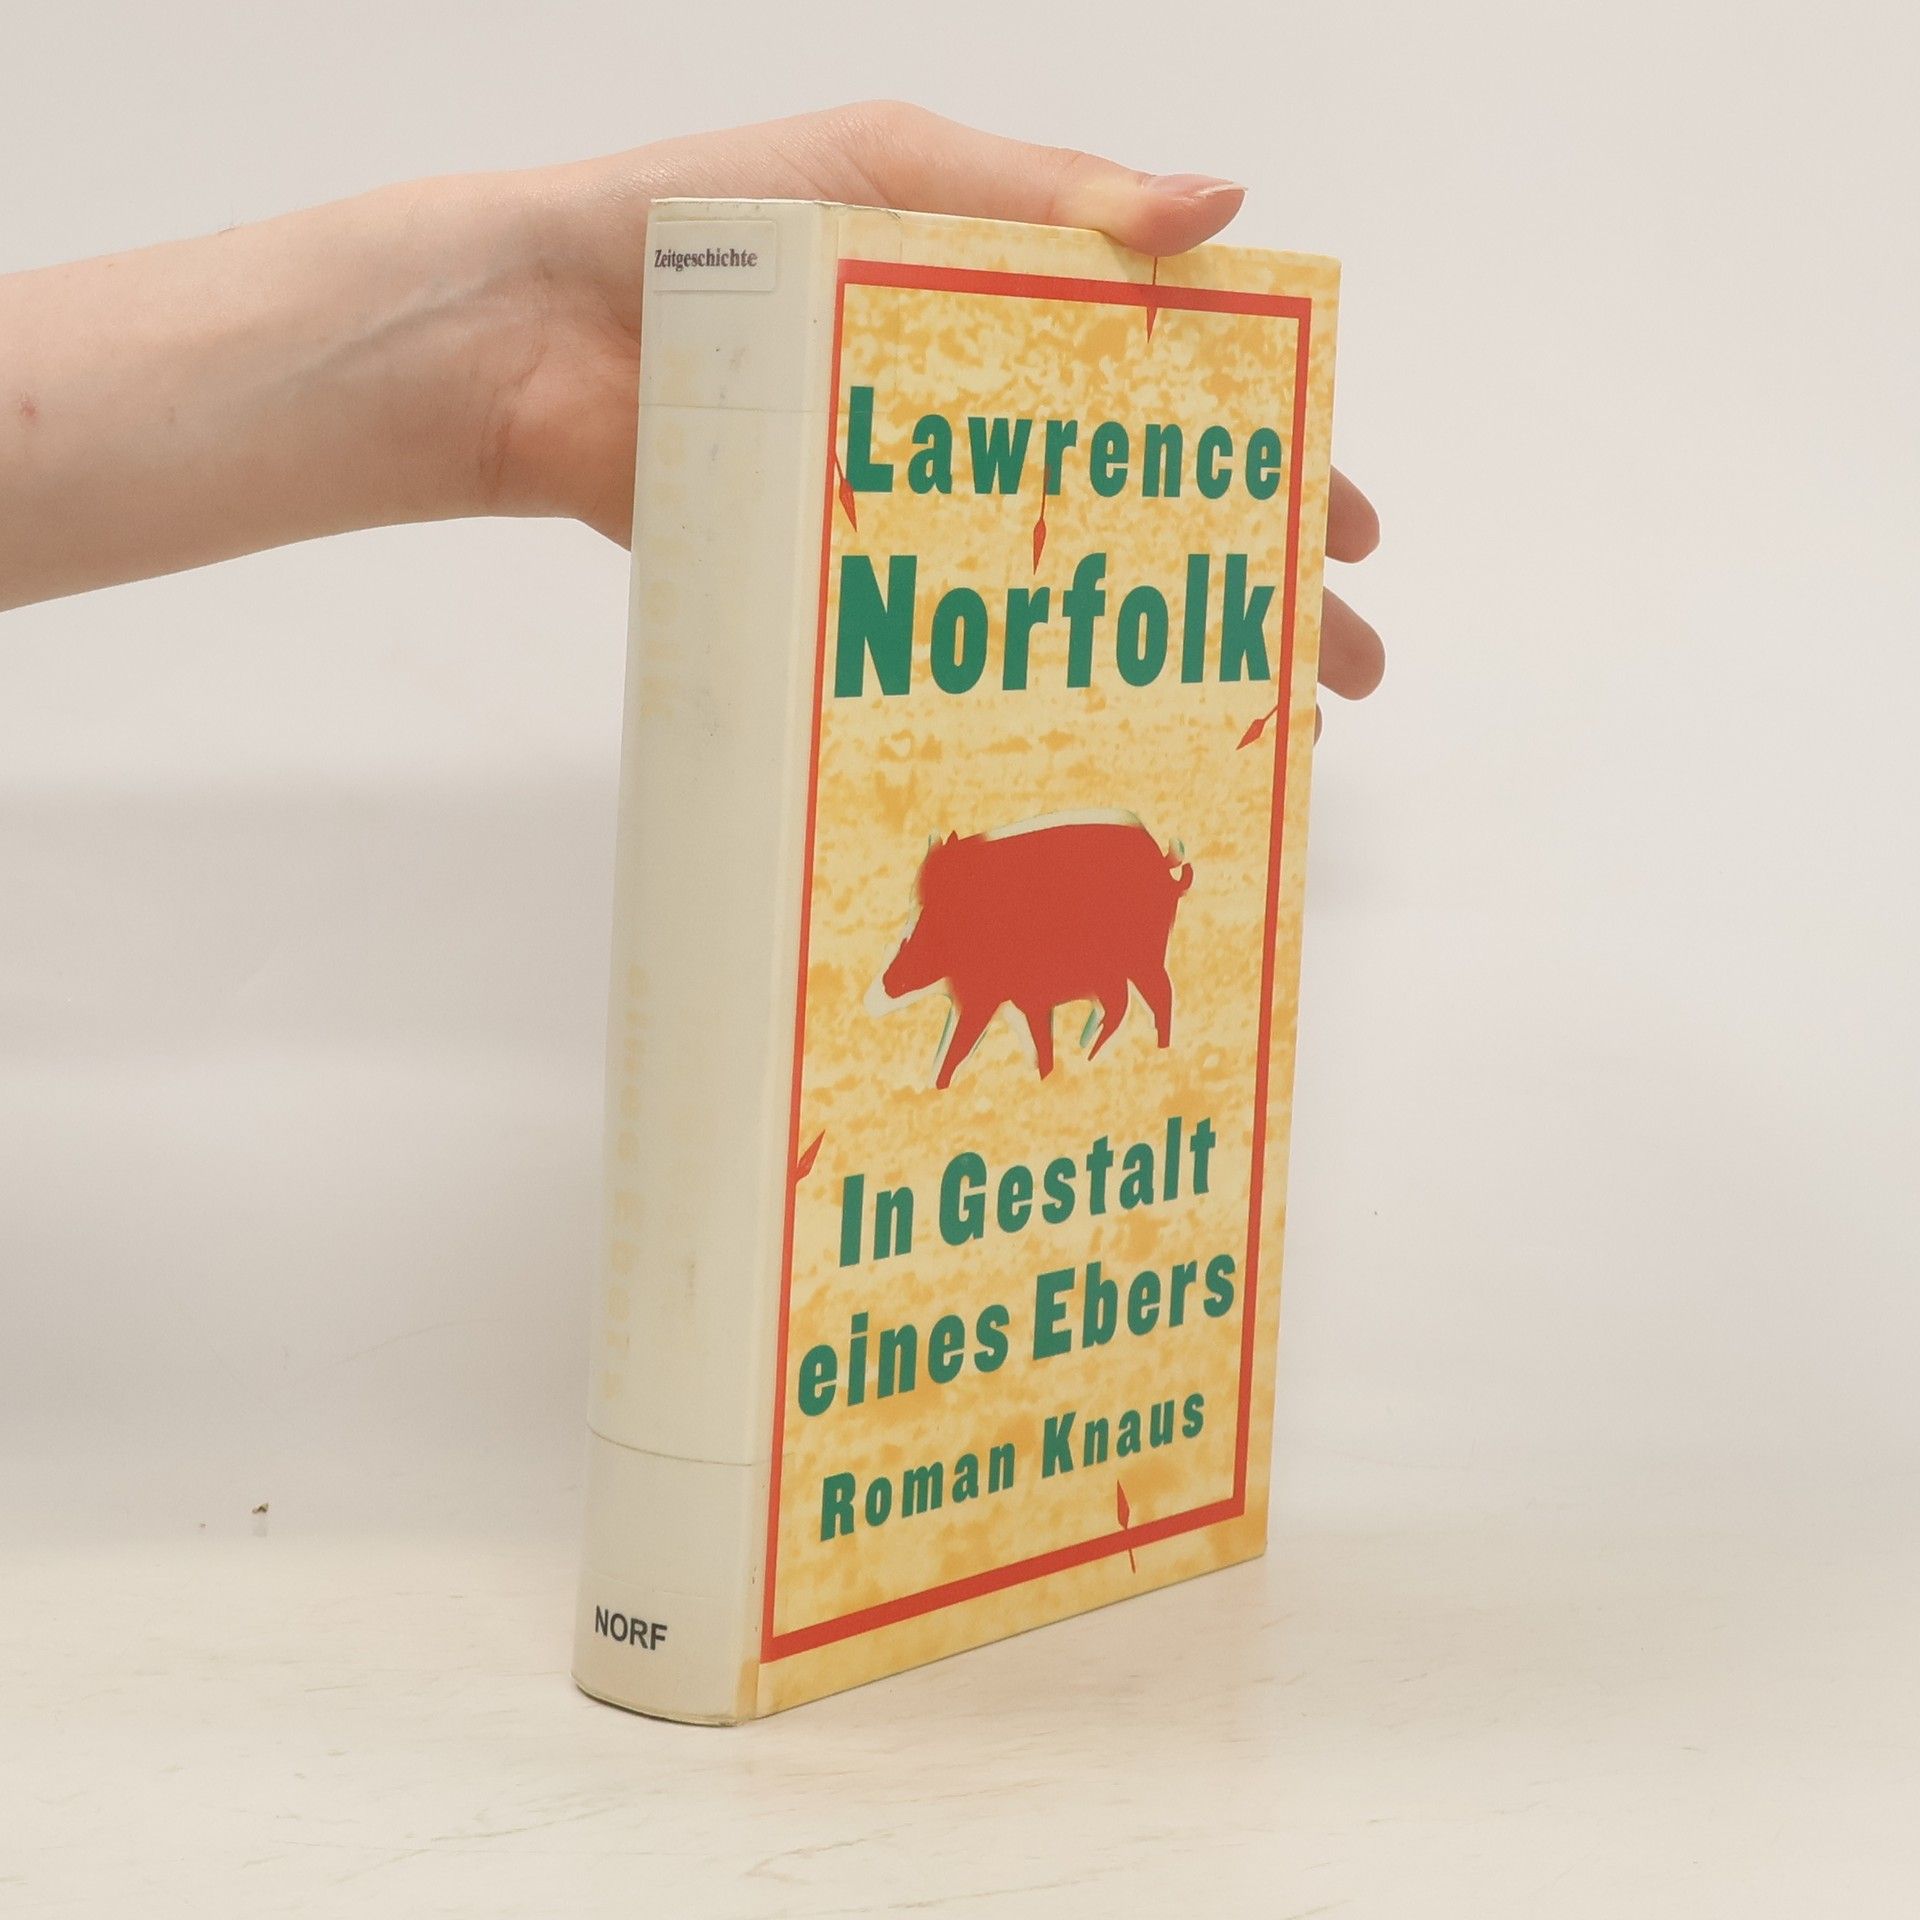 Zeitgeschichte
NORF
Lawrence
Norfolk
In Gestalt
eines Ebers
Roman Knaus